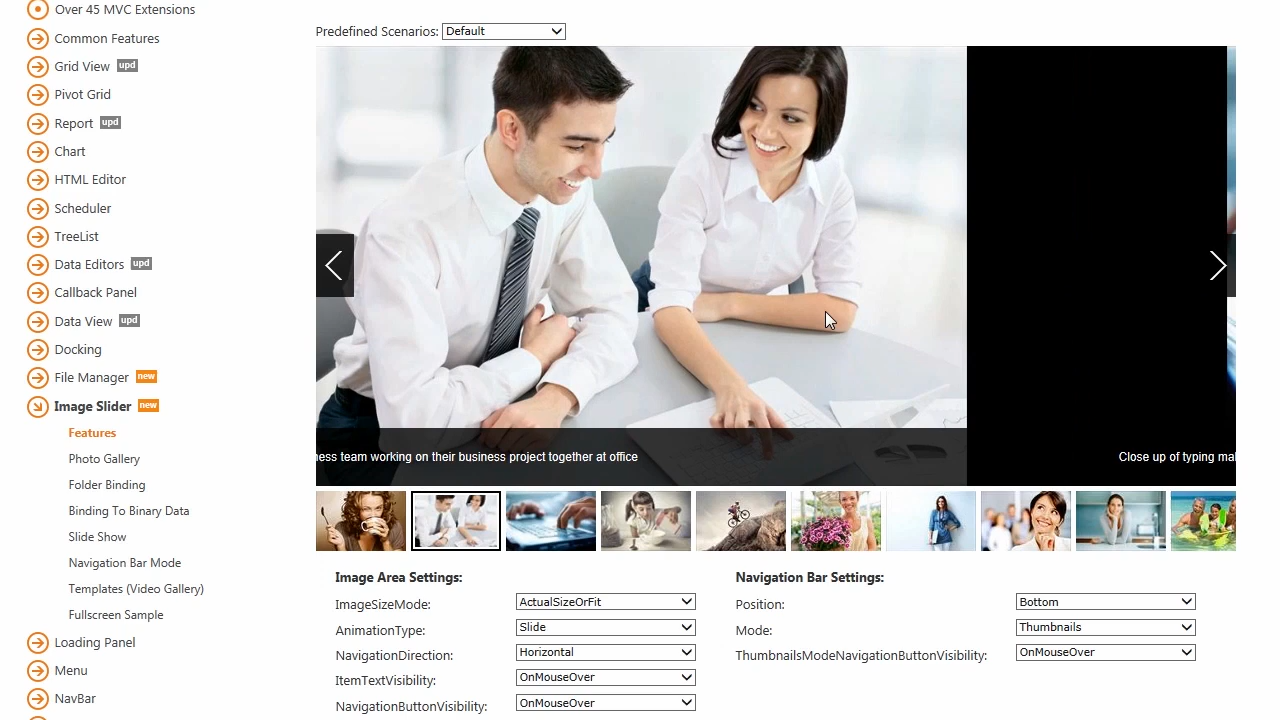 Over 45 MVC Extensions
Common Features
Grid View upd
Pivot Grid
Report upd
Chart
HTML Editor
Scheduler
TreeList
Data Editors upd
Callback Panel
Data View upd
Docking
File Manager new
Image Slider new
Features
Photo Gallery
Folder Binding
Binding To Binary Data
Slide Show
Navigation Bar Mode
Templates (Video Gallery)
Fullscreen Sample
Loading Panel
Menu
NavBar
Predefined Scenarios: Default
ness team working on their business project together at office
Close up of typing mal
Image Area Settings:
ImageSizeMode: ActualSizeOrFit
AnimationType: Slide
NavigationDirection: Horizontal
ItemTextVisibility: OnMouseOver
NavigationButtonVisibility: OnMouseOver
Navigation Bar Settings:
Position: Bottom
Mode: Thumbnails
ThumbnailsModeNavigationButtonVisibility: OnMouseOver